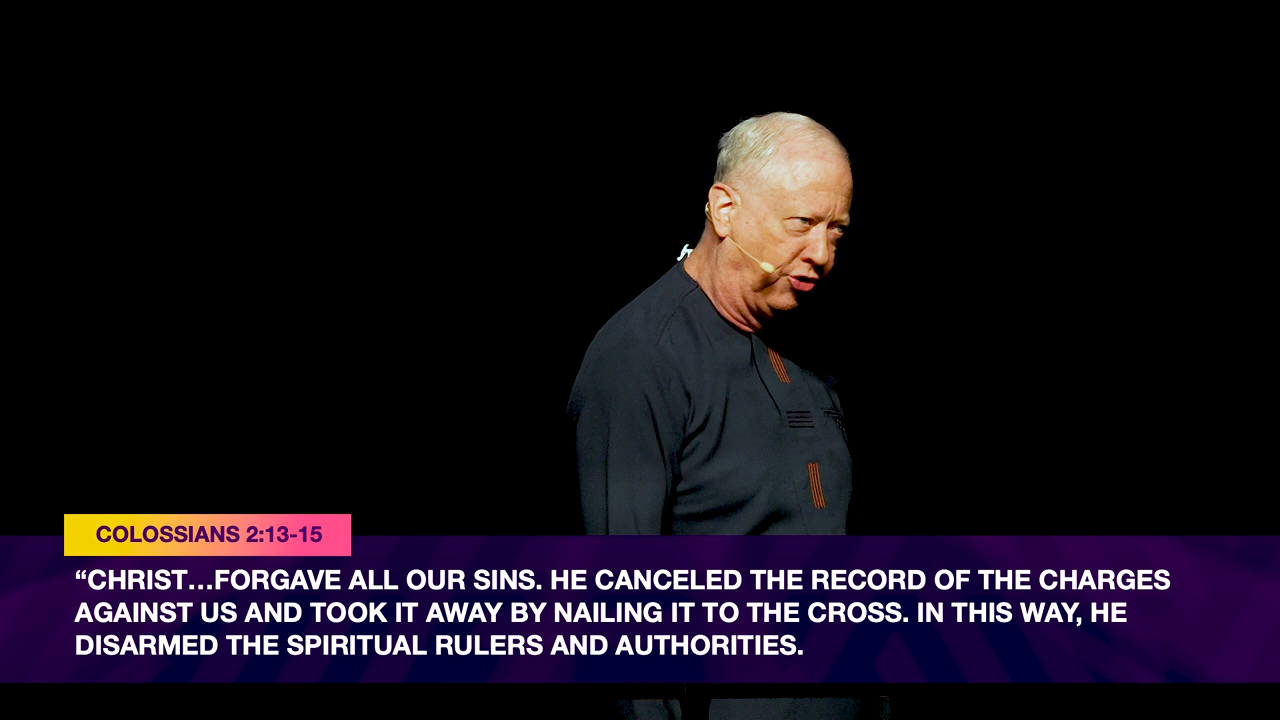 COLOSSIANS 2:13-15
“CHRIST…FORGAVE ALL OUR SINS. HE CANCELED THE RECORD OF THE CHARGES
AGAINST US AND TOOK IT AWAY BY NAILING IT TO THE CROSS. IN THIS WAY, HE
DISARMED THE SPIRITUAL RULERS AND AUTHORITIES.